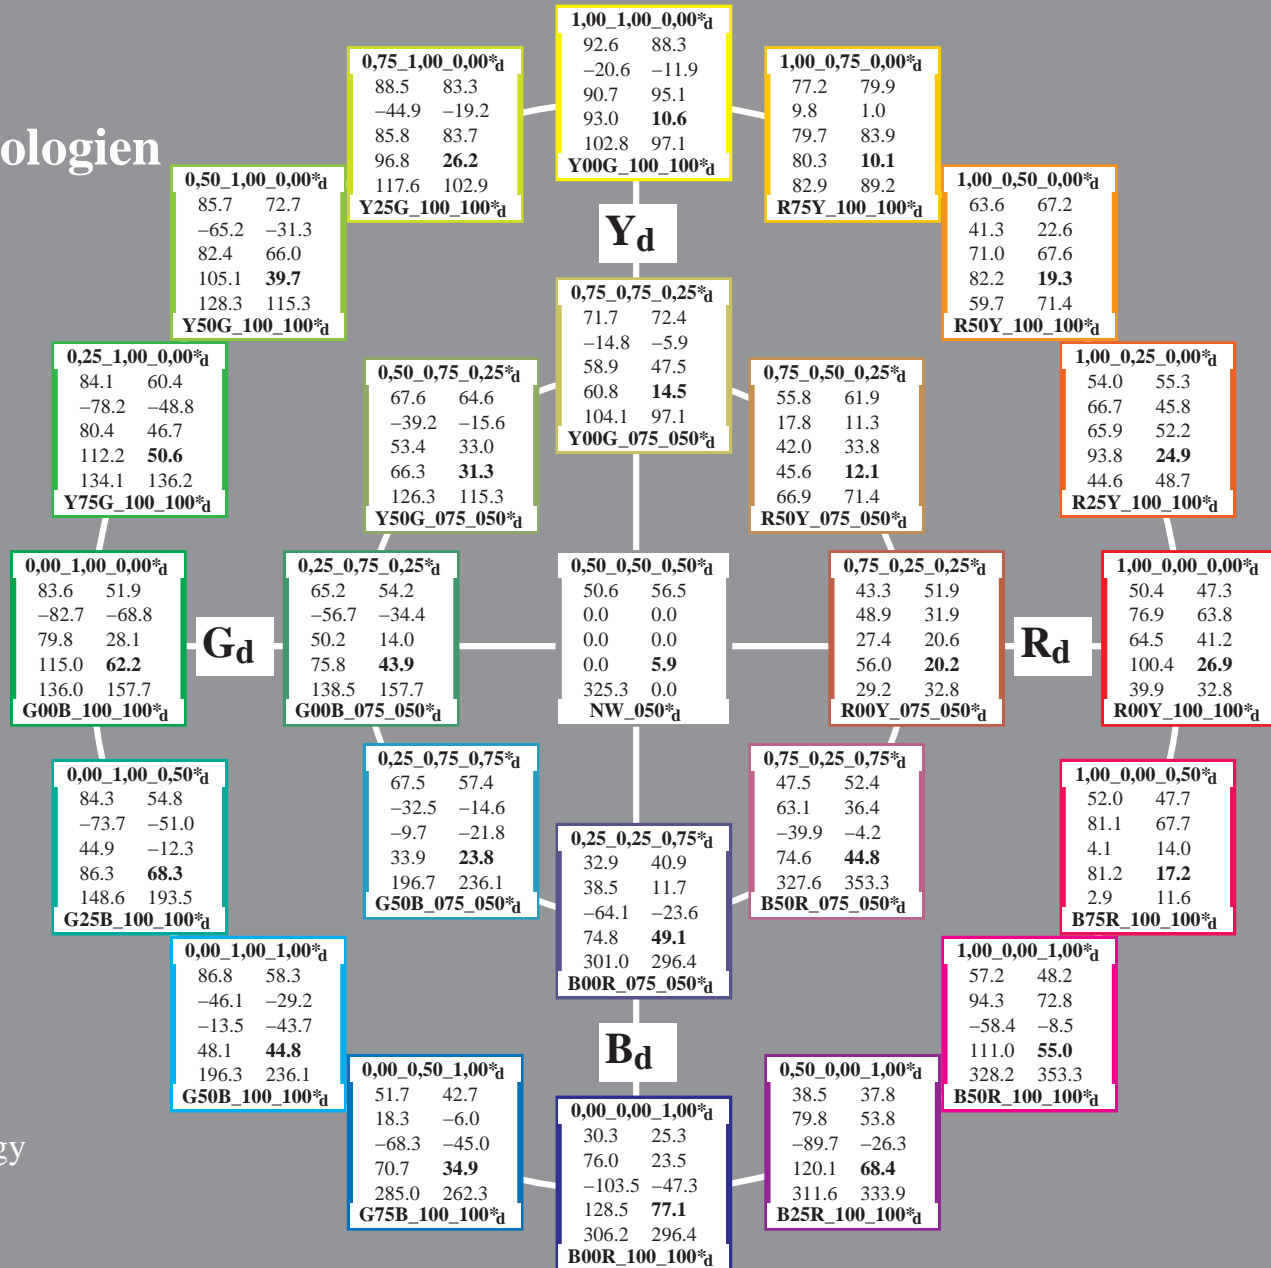 1,00_1,00_0,00*d
92.6 88.3
−20.6 −11.9
90.7 95.1
93.0 10.6
102.8 97.1
Y00G_100_100*d
0,75_1,00_0,00*d
88.5 83.3
−44.9 −19.2
85.8 83.7
96.8 26.2
117.6 102.9
Y25G_100_100*d
1,00_0,75_0,00*d
77.2 79.9
9.8 1.0
79.7 83.9
80.3 10.1
82.9 89.2
R75Y_100_100*d
ologien
0,50_1,00_0,00*d
85.7 72.7
−65.2 −31.3
82.4 66.0
105.1 39.7
128.3 115.3
Y50G_100_100*d
1,00_0,50_0,00*d
63.6 67.2
41.3 22.6
71.0 67.6
82.2 19.3
59.7 71.4
R50Y_100_100*d
Yd
0,75_0,75_0,25*d
71.7 72.4
−14.8 −5.9
58.9 47.5
60.8 14.5
104.1 97.1
Y00G_075_050*d
0,25_1,00_0,00*d
84.1 60.4
−78.2 −48.8
80.4 46.7
112.2 50.6
134.1 136.2
Y75G_100_100*d
0,50_0,75_0,25*d
67.6 64.6
−39.2 −15.6
53.4 33.0
66.3 31.3
126.3 115.3
Y50G_075_050*d
0,75_0,50_0,25*d
55.8 61.9
17.8 11.3
42.0 33.8
45.6 12.1
66.9 71.4
R50Y_075_050*d
1,00_0,25_0,00*d
54.0 55.3
66.7 45.8
65.9 52.2
93.8 24.9
44.6 48.7
R25Y_100_100*d
0,00_1,00_0,00*d
83.6 51.9
−82.7 −68.8
79.8 28.1
115.0 62.2
136.0 157.7
G00B_100_100*d
Gd
0,25_0,75_0,25*d
65.2 54.2
−56.7 −34.4
50.2 14.0
75.8 43.9
138.5 157.7
G00B_075_050*d
0,50_0,50_0,50*d
50.6 56.5
0.0 0.0
0.0 0.0
0.0 5.9
325.3 0.0
NW_050*d
0,75_0,25_0,25*d
43.3 51.9
48.9 31.9
27.4 20.6
56.0 20.2
29.2 32.8
R00Y_075_050*d
Rd
1,00_0,00_0,00*d
50.4 47.3
76.9 63.8
64.5 41.2
100.4 26.9
39.9 32.8
R00Y_100_100*d
0,00_1,00_0,50*d
84.3 54.8
−73.7 −51.0
44.9 −12.3
86.3 68.3
148.6 193.5
G25B_100_100*d
0,25_0,75_0,75*d
67.5 57.4
−32.5 −14.6
−9.7 −21.8
33.9 23.8
196.7 236.1
G50B_075_050*d
0,25_0,25_0,75*d
32.9 40.9
38.5 11.7
−64.1 −23.6
74.8 49.1
301.0 296.4
B00R_075_050*d
0,75_0,25_0,75*d
47.5 52.4
63.1 36.4
−39.9 −4.2
74.6 44.8
327.6 353.3
B50R_075_050*d
1,00_0,00_0,50*d
52.0 47.7
81.1 67.7
4.1 14.0
81.2 17.2
2.9 11.6
B75R_100_100*d
0,00_1,00_1,00*d
86.8 58.3
−46.1 −29.2
−13.5 −43.7
48.1 44.8
196.3 236.1
G50B_100_100*d
1,00_0,00_1,00*d
57.2 48.2
94.3 72.8
−58.4 −8.5
111.0 55.0
328.2 353.3
B50R_100_100*d
Bd
0,00_0,50_1,00*d
51.7 42.7
18.3 −6.0
−68.3 −45.0
70.7 34.9
285.0 262.3
G75B_100_100*d
0,50_0,00_1,00*d
38.5 37.8
79.8 53.8
−89.7 −26.3
120.1 68.4
311.6 333.9
B25R_100_100*d
gy
0,00_0,00_1,00*d
30.3 25.3
76.0 23.5
−103.5 −47.3
128.5 77.1
306.2 296.4
B00R_100_100*d